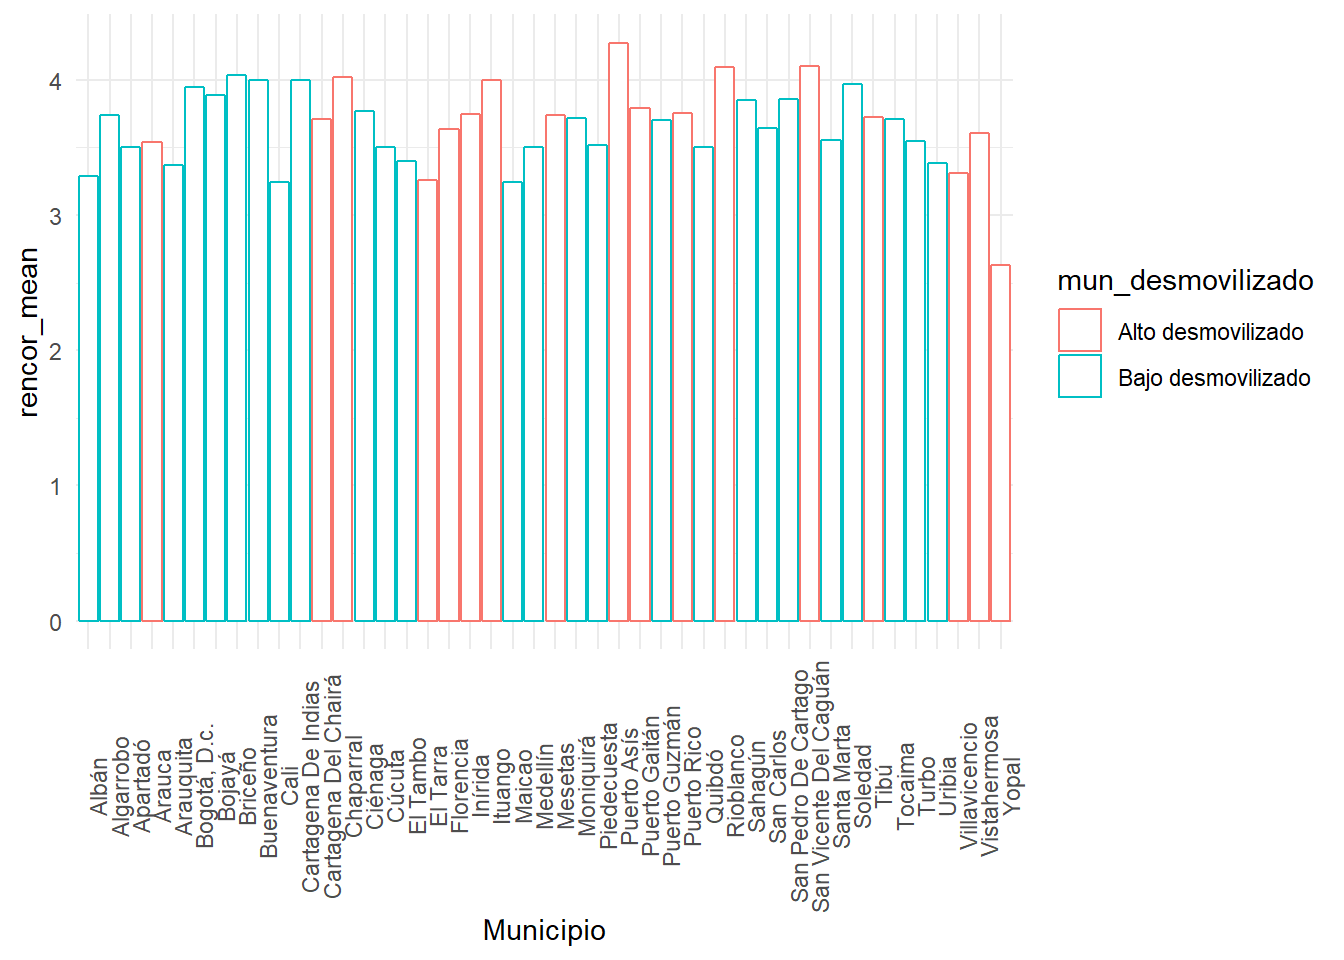 4
3
2
1
0
rencor_mean
Albán
Algarrobo
Apartadó
Arauca
Arauquita
Bogotá, D.c.
Bojayá
Briceño
Buenaventura
Cali
Cartagena De Indias
Cartagena Del Chairá
Chaparral
Ciénaga
Cúcuta
El Tambo
El Tarra
Florencia
Inírida
Ituango
Maicao
Medellín
Mesetas
Moniquirá
Piedecuesta
Puerto Asís
Puerto Gaitán
Puerto Guzmán
Puerto Rico
Quibdó
Rioblanco
Sahagún
San Carlos
San Pedro De Cartago
San Vicente Del Caguán
Santa Marta
Soledad
Tibú
Tocaima
Turbo
Uribia
Villavicencio
Vistahermosa
Yopal
Municipio
mun_desmovilizado
Alto desmovilizado
Bajo desmovilizado